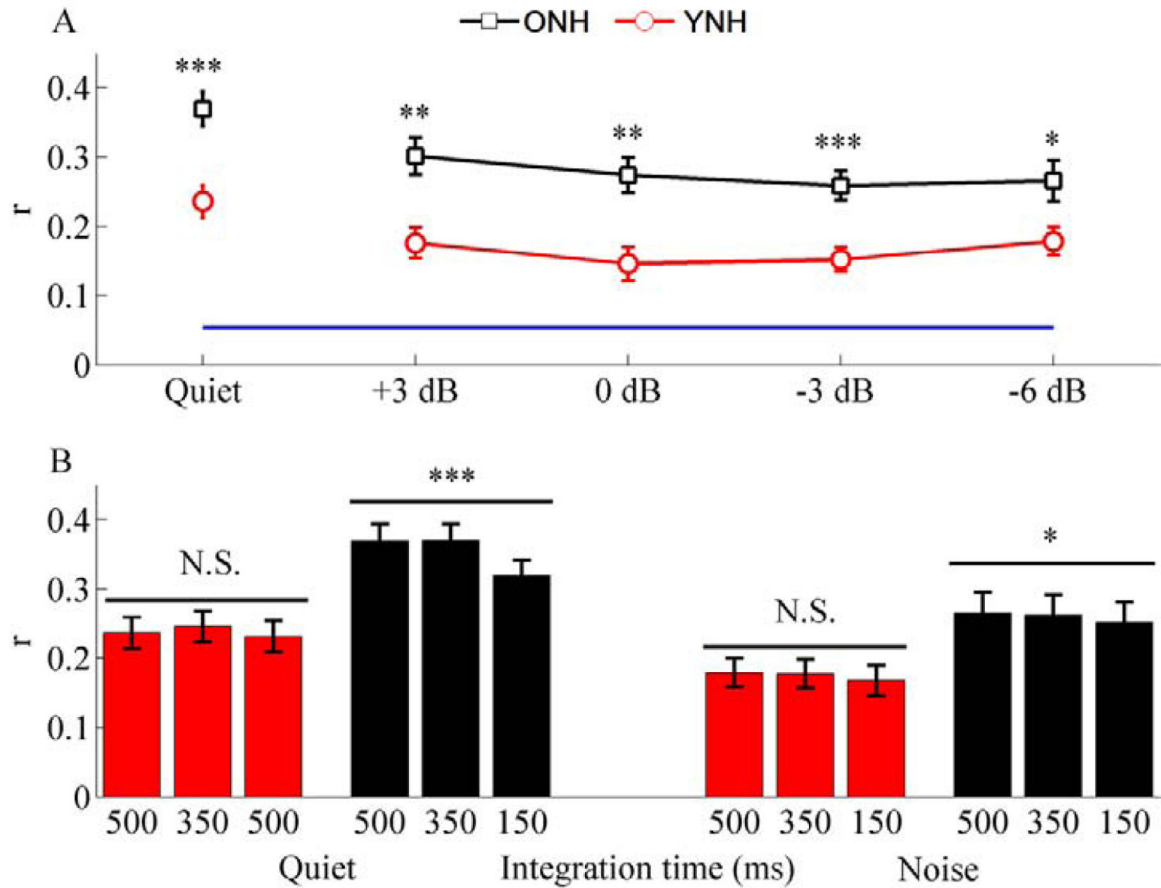 A
ONH YNH
0.4
0.3
0.2
0.1
0
r
*** ** ** *** *
Quiet +3 dB 0 dB -3 dB -6 dB
B
0.4
0.3
0.2
0.1
0
r
N.S. *** N.S. *
500 350 500 500 350 150 500 350 150 500 350 150
Quiet Integration time (ms) Noise